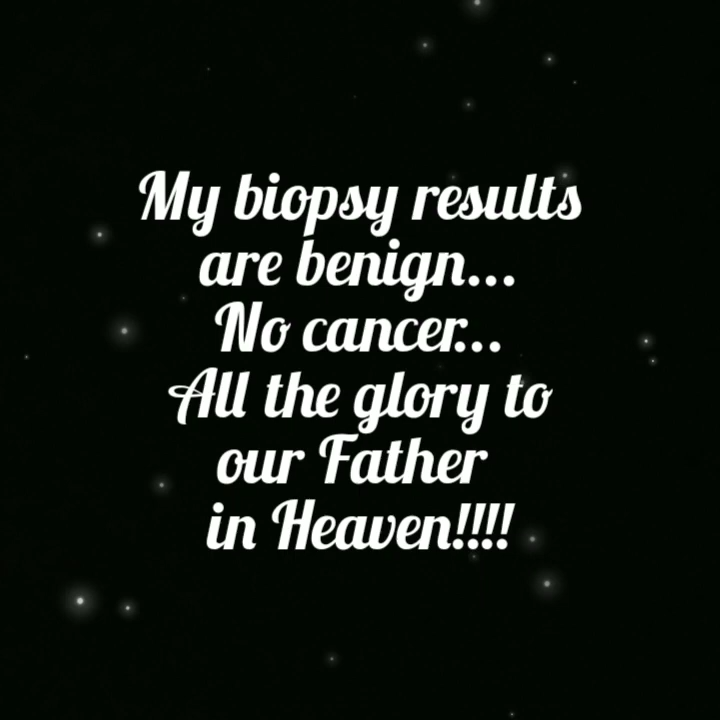 My biopsy results
are benign...
No cancer...
All the glory to
our Father
in Heaven!!!!